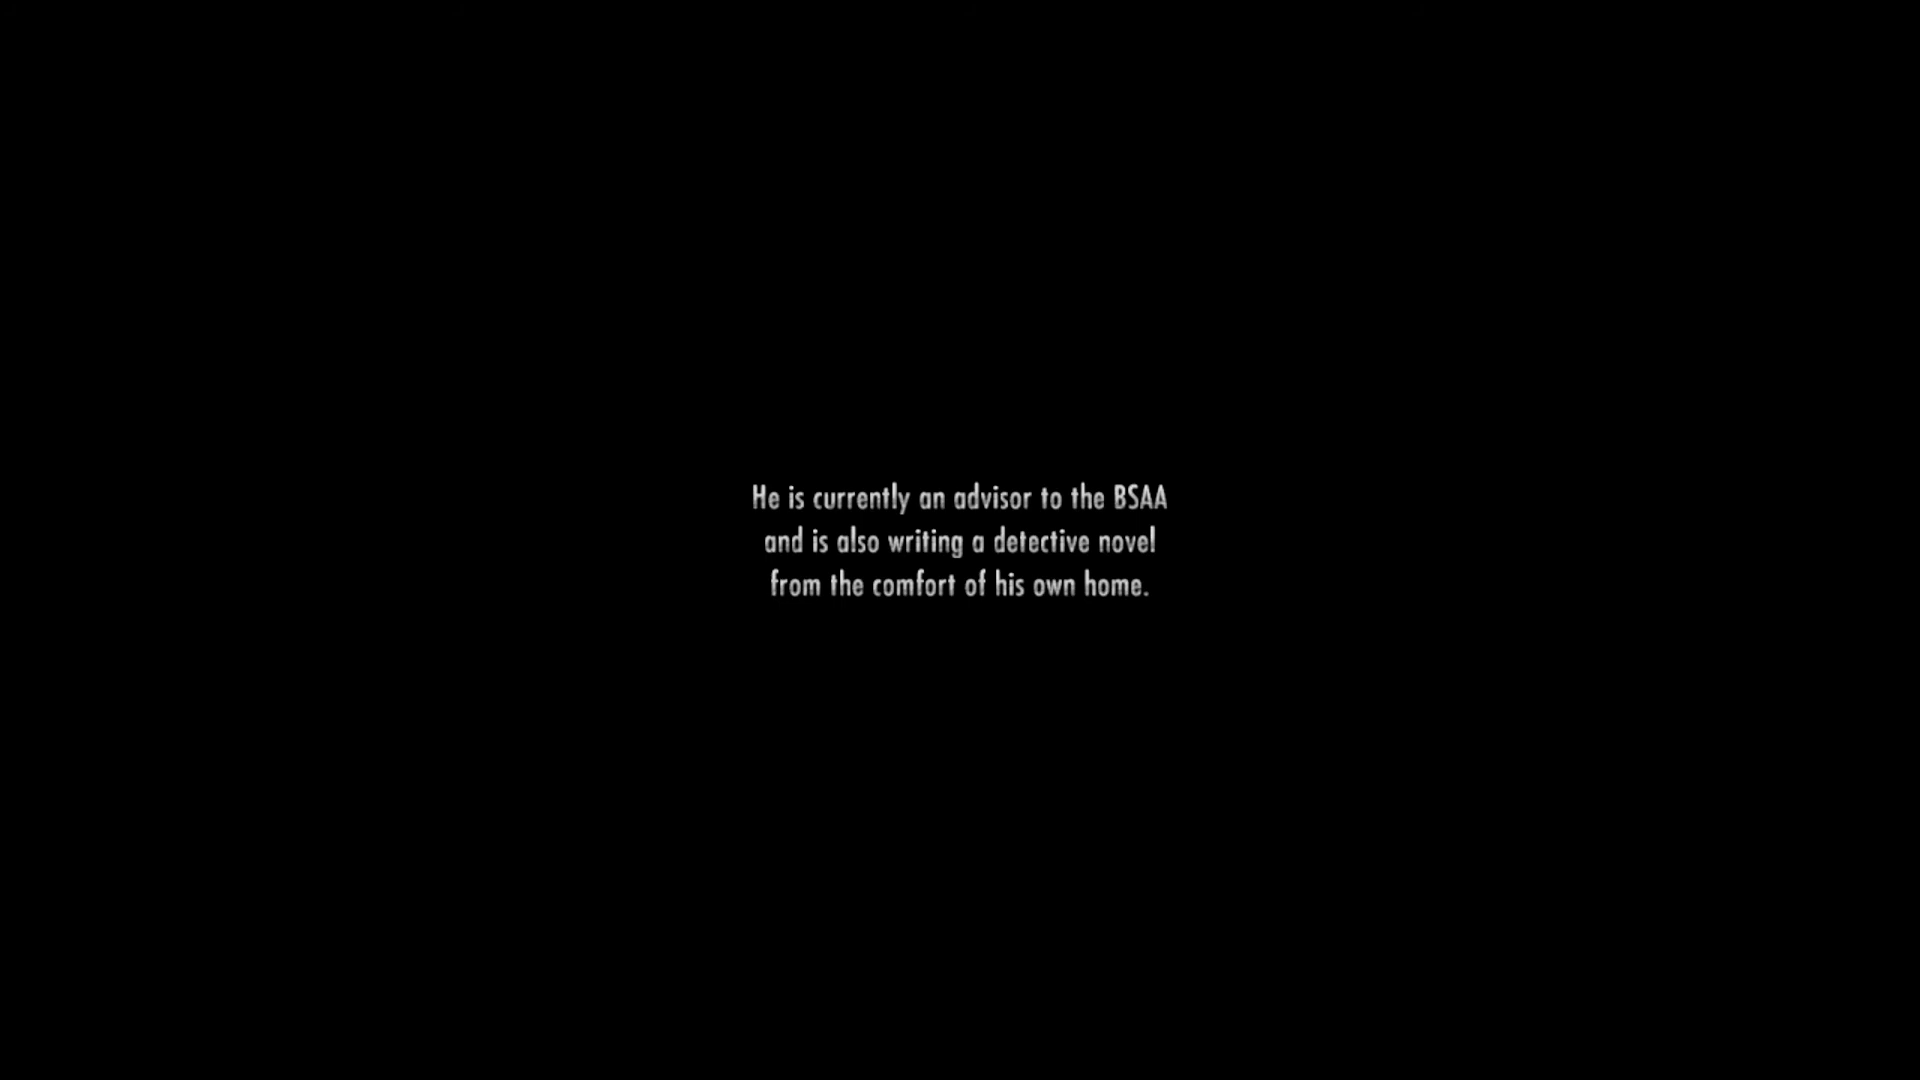 He is currently an advisor to the BSAA
and is also writing a detective novel
from the comfort of his own home.